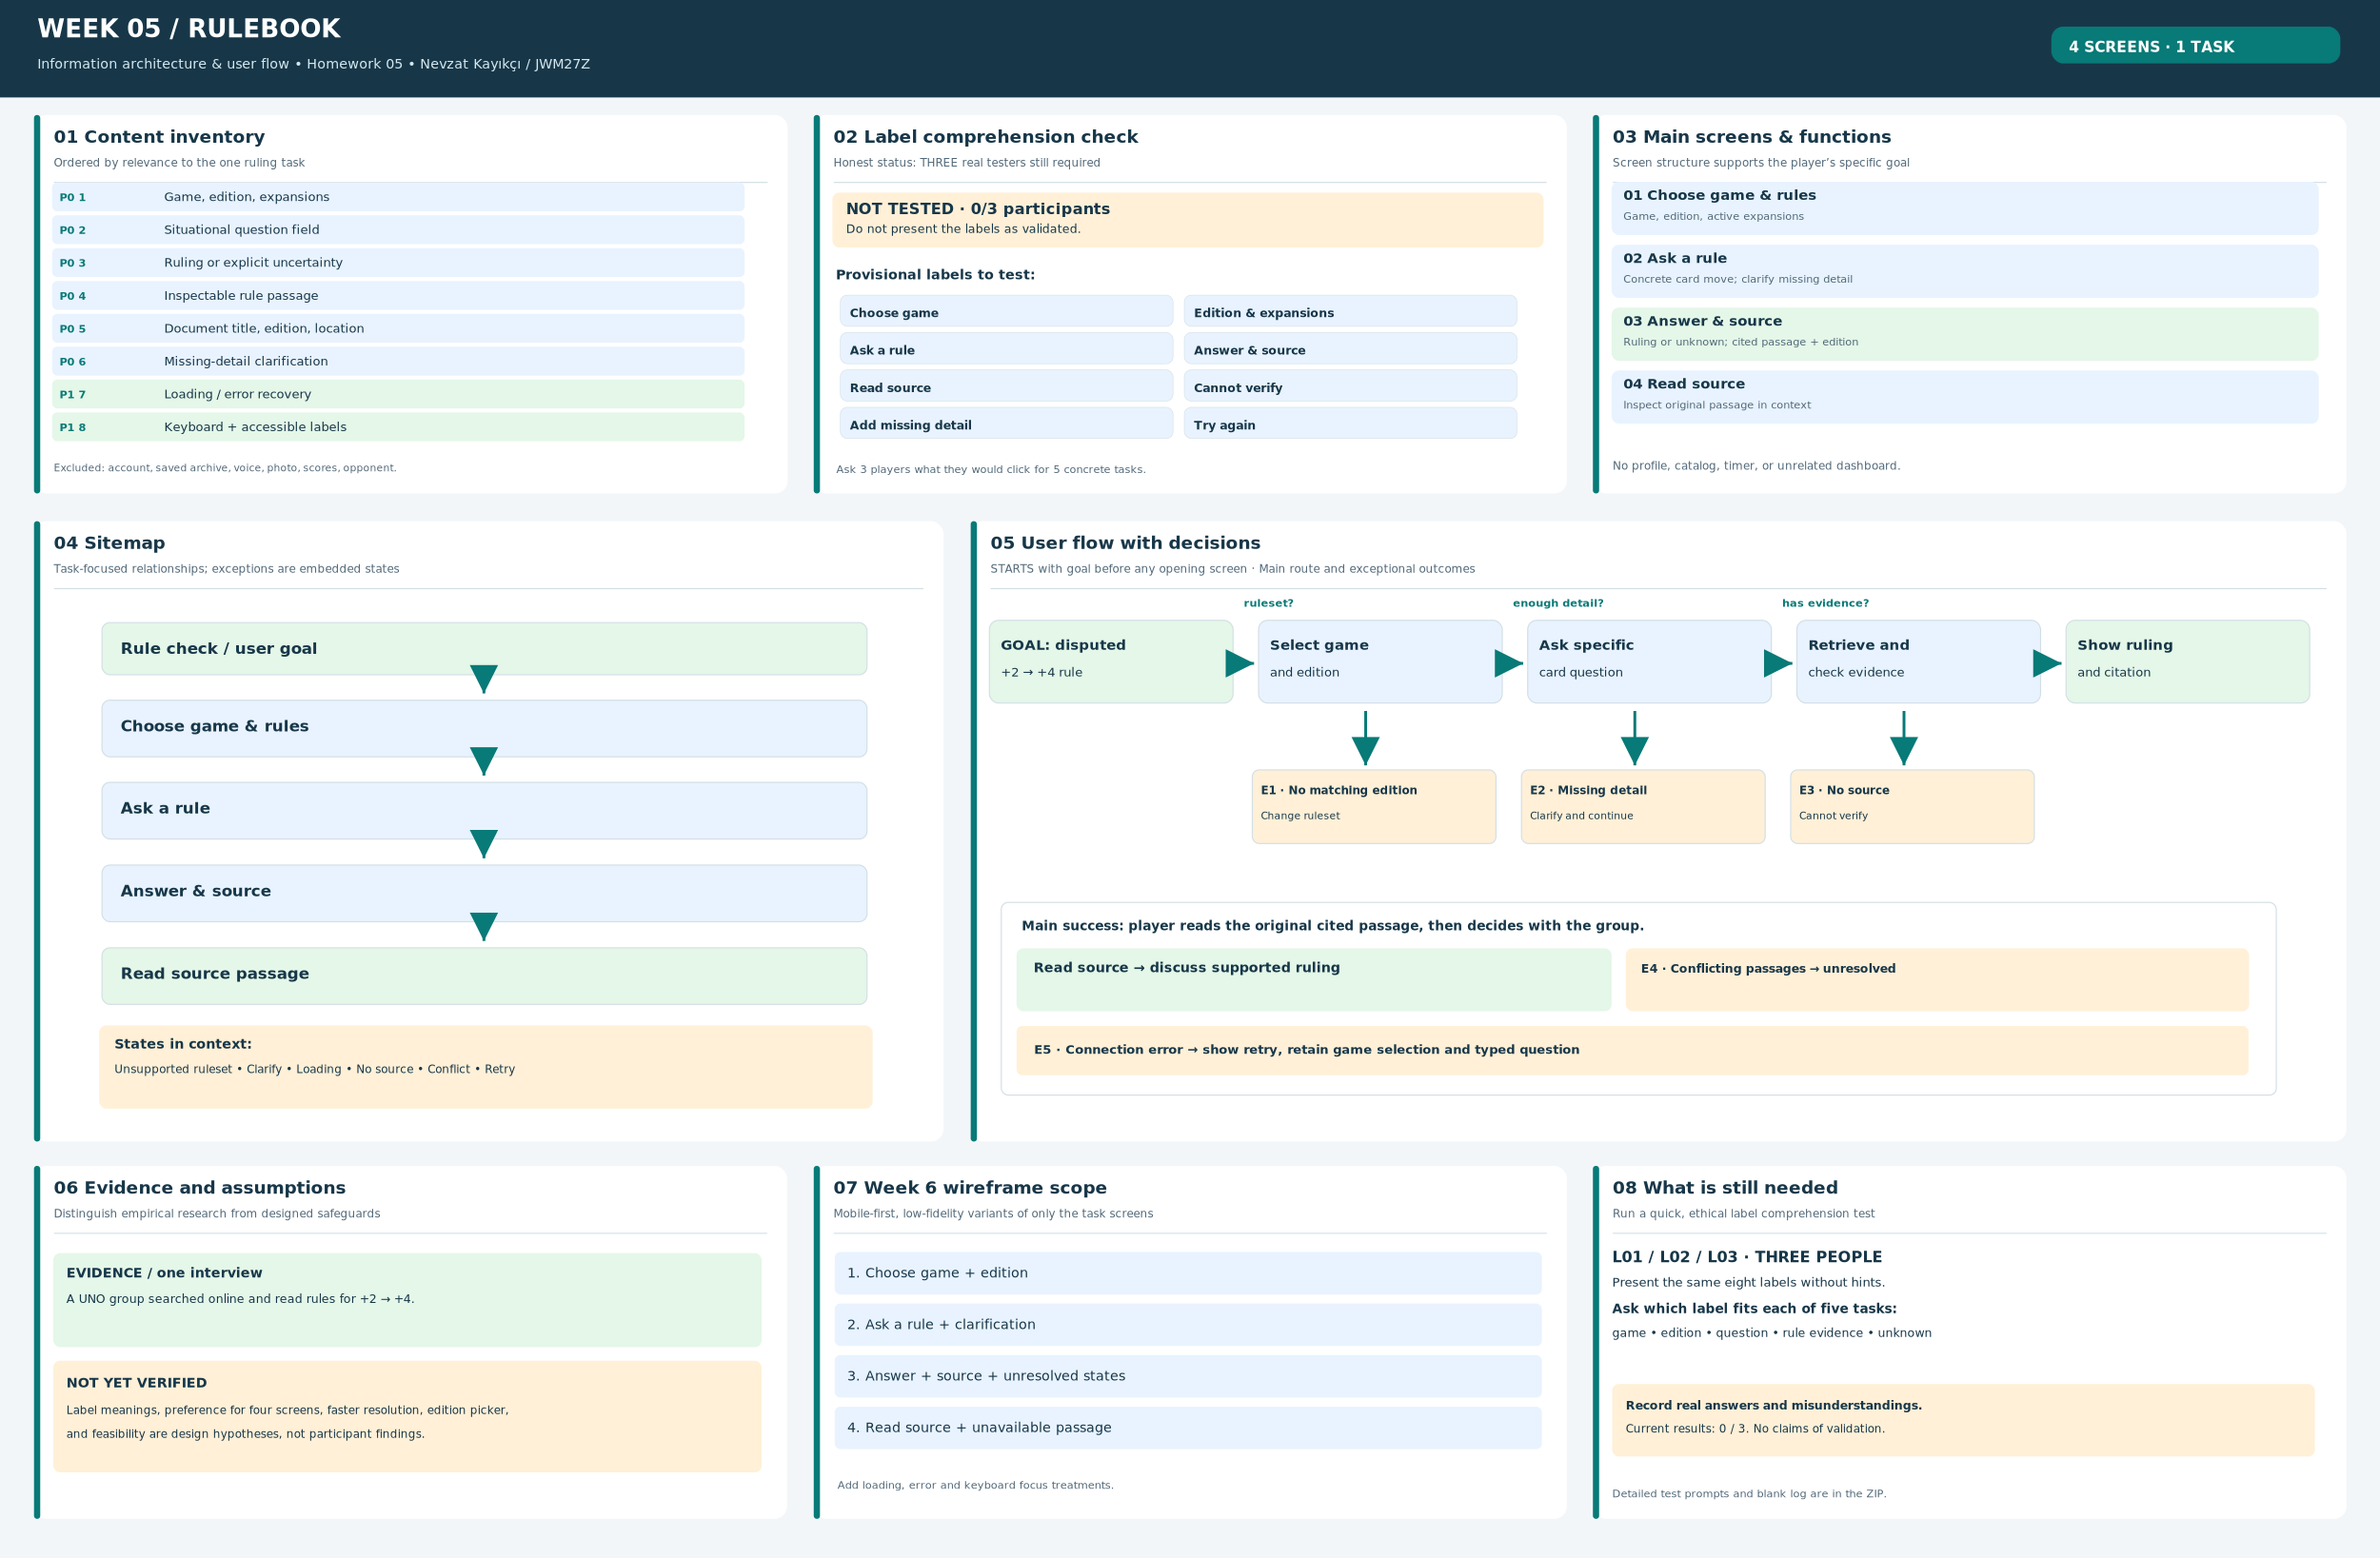 WEEK 05 / RULEBOOK
Information architecture & user flow • Homework 05 • Nevzat Kayıkçı / JWM27Z
4 SCREENS · 1 TASK
01 Content inventory
Ordered by relevance to the one ruling task
P0 1 Game, edition, expansions
P0 2 Situational question field
P0 3 Ruling or explicit uncertainty
P0 4 Inspectable rule passage
P0 5 Document title, edition, location
P0 6 Missing-detail clarification
P1 7 Loading / error recovery
P1 8 Keyboard + accessible labels
Excluded: account, saved archive, voice, photo, scores, opponent.
02 Label comprehension check
Honest status: THREE real testers still required
NOT TESTED · 0/3 participants
Do not present the labels as validated.
Provisional labels to test:
Choose game
Edition & expansions
Ask a rule
Answer & source
Read source
Cannot verify
Add missing detail
Try again
Ask 3 players what they would click for 5 concrete tasks.
03 Main screens & functions
Screen structure supports the player’s specific goal
01 Choose game & rules
Game, edition, active expansions
02 Ask a rule
Concrete card move; clarify missing detail
03 Answer & source
Ruling or unknown; cited passage + edition
04 Read source
Inspect original passage in context
No profile, catalog, timer, or unrelated dashboard.
04 Sitemap
Task-focused relationships; exceptions are embedded states
Rule check / user goal
Choose game & rules
Ask a rule
Answer & source
Read source passage
States in context:
Unsupported ruleset • Clarify • Loading • No source • Conflict • Retry
05 User flow with decisions
STARTS with goal before any opening screen · Main route and exceptional outcomes
ruleset?
enough detail?
has evidence?
GOAL: disputed
+2 → +4 rule
Select game
and edition
Ask specific
card question
Retrieve and
check evidence
Show ruling
and citation
E1 · No matching edition
Change ruleset
E2 · Missing detail
Clarify and continue
E3 · No source
Cannot verify
Main success: player reads the original cited passage, then decides with the group.
Read source → discuss supported ruling
E4 · Conflicting passages → unresolved
E5 · Connection error → show retry, retain game selection and typed question
06 Evidence and assumptions
Distinguish empirical research from designed safeguards
EVIDENCE / one interview
A UNO group searched online and read rules for +2 → +4.
NOT YET VERIFIED
Label meanings, preference for four screens, faster resolution, edition picker,
and feasibility are design hypotheses, not participant findings.
07 Week 6 wireframe scope
Mobile-first, low-fidelity variants of only the task screens
1. Choose game + edition
2. Ask a rule + clarification
3. Answer + source + unresolved states
4. Read source + unavailable passage
Add loading, error and keyboard focus treatments.
08 What is still needed
Run a quick, ethical label comprehension test
L01 / L02 / L03 · THREE PEOPLE
Present the same eight labels without hints.
Ask which label fits each of five tasks:
game • edition • question • rule evidence • unknown
Record real answers and misunderstandings.
Current results: 0 / 3. No claims of validation.
Detailed test prompts and blank log are in the ZIP.